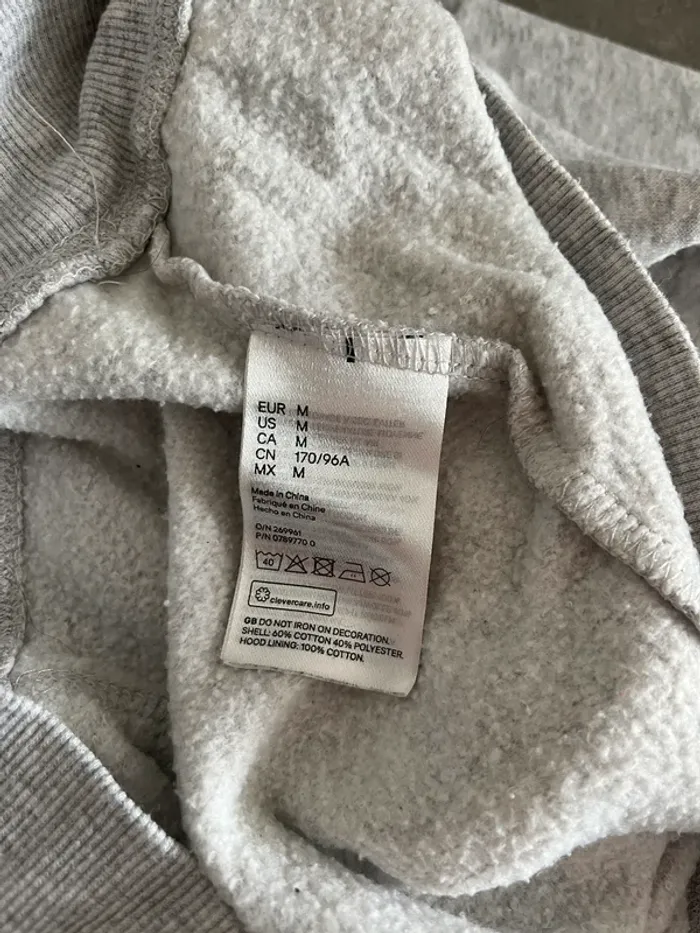 EUR M
US M
CA M
CN 170/96A
MX M
Made in China
Fabriqué en Chine
Hecho en China
O/N 269961
P/N 0789770 0
40
clevercare.info
GB DO NOT IRON ON DECORATION.
SHELL: 60% COTTON 40% POLYESTER.
HOOD LINING: 100% COTTON.